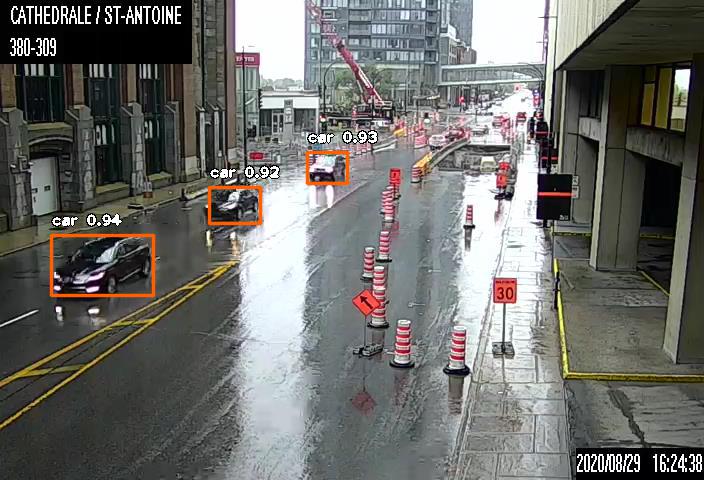 CATHEDRALE / ST-ANTOINE
380-309
car 0.93
car 0.92
car 0.94
30
2020/08/29 16:24:38